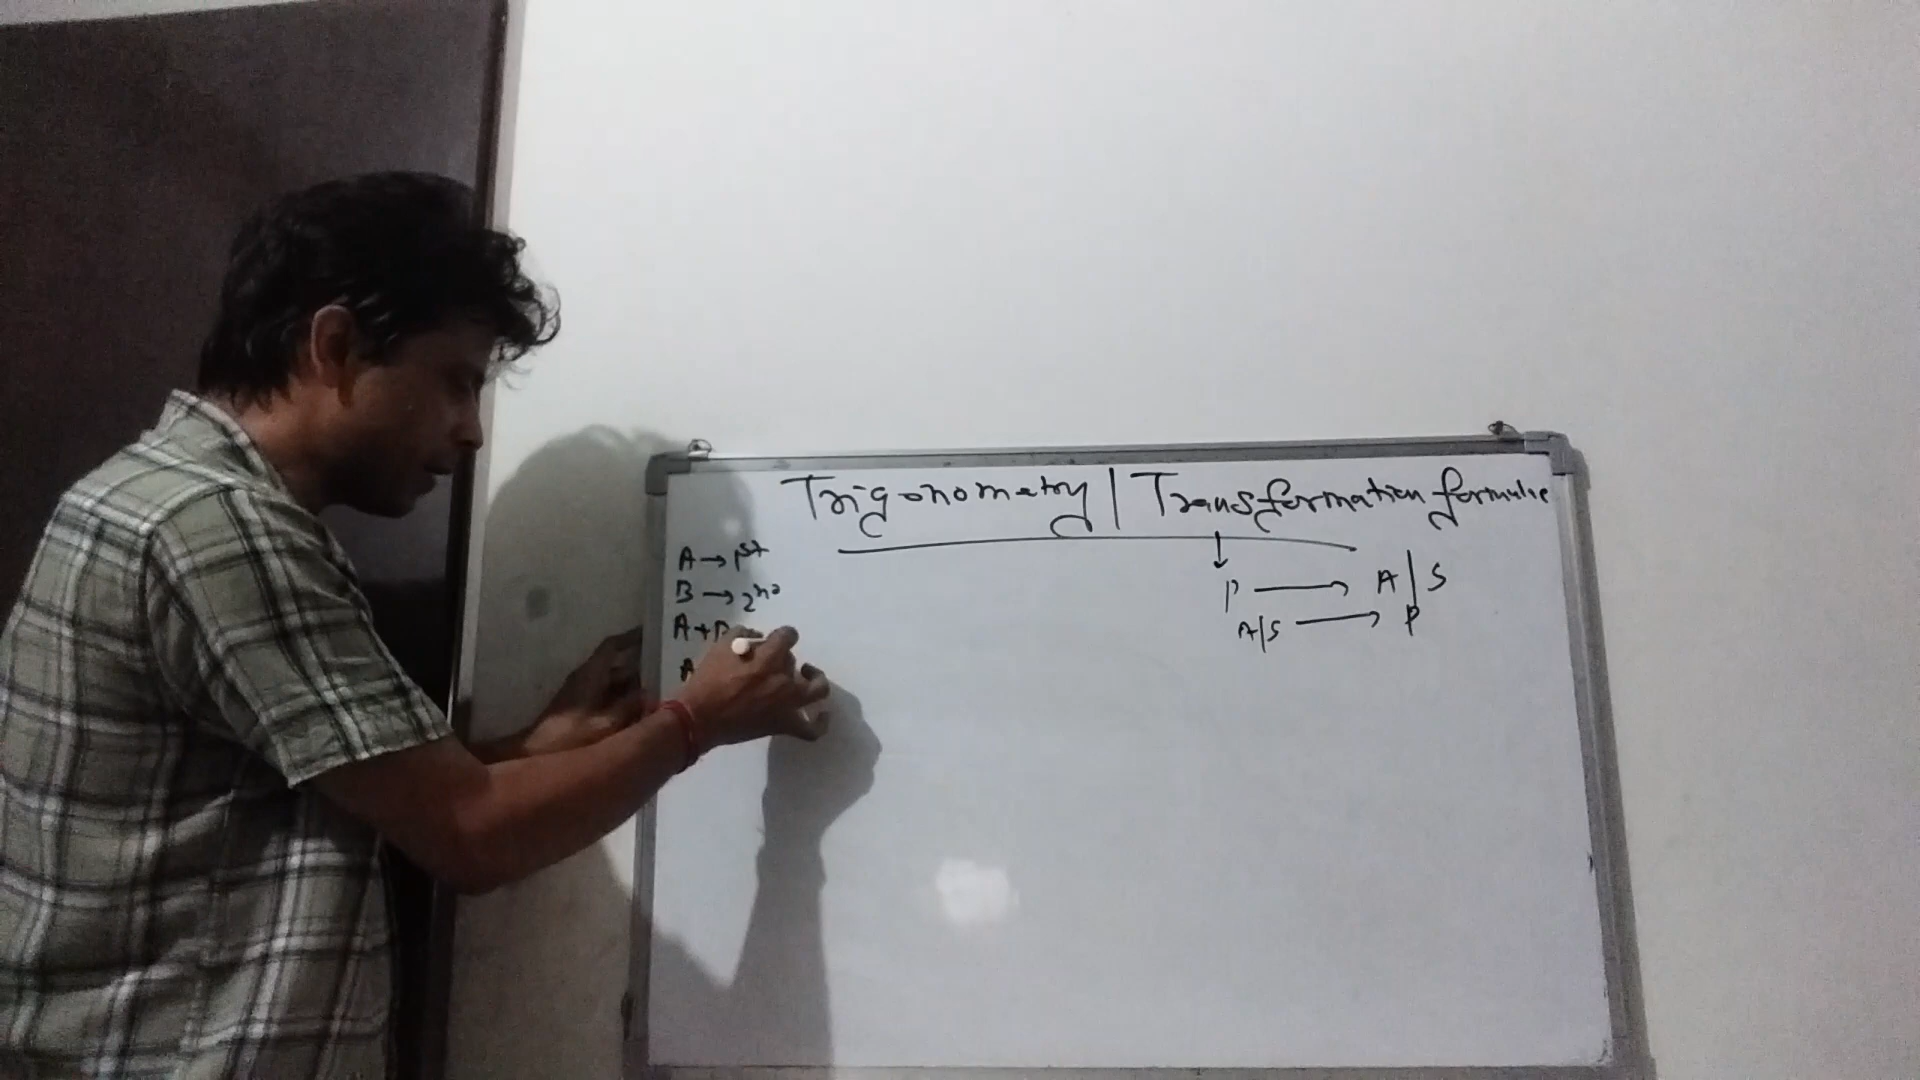 Trigonometry | Transformation formulae
A → 1st
B → 2nd
A+B
A
↓
P → A|S
A|S → P